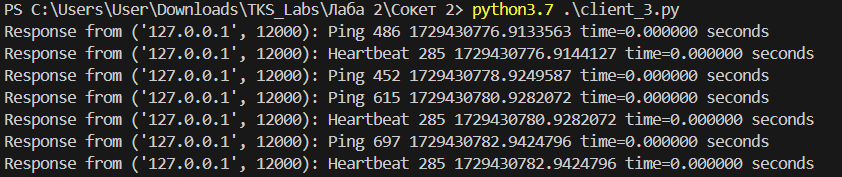 PS C:\Users\User\Downloads\TKS_Labs\Лаба 2\Сокет 2> python3.7 .\client_3.py
Response from ('127.0.0.1', 12000): Ping 486 1729430776.9133563 time=0.000000 seconds
Response from ('127.0.0.1', 12000): Heartbeat 285 1729430776.9144127 time=0.000000 seconds
Response from ('127.0.0.1', 12000): Ping 452 1729430778.9249587 time=0.000000 seconds
Response from ('127.0.0.1', 12000): Ping 615 1729430780.9282072 time=0.000000 seconds
Response from ('127.0.0.1', 12000): Heartbeat 285 1729430780.9282072 time=0.000000 seconds
Response from ('127.0.0.1', 12000): Ping 697 1729430782.9424796 time=0.000000 seconds
Response from ('127.0.0.1', 12000): Heartbeat 285 1729430782.9424796 time=0.000000 seconds